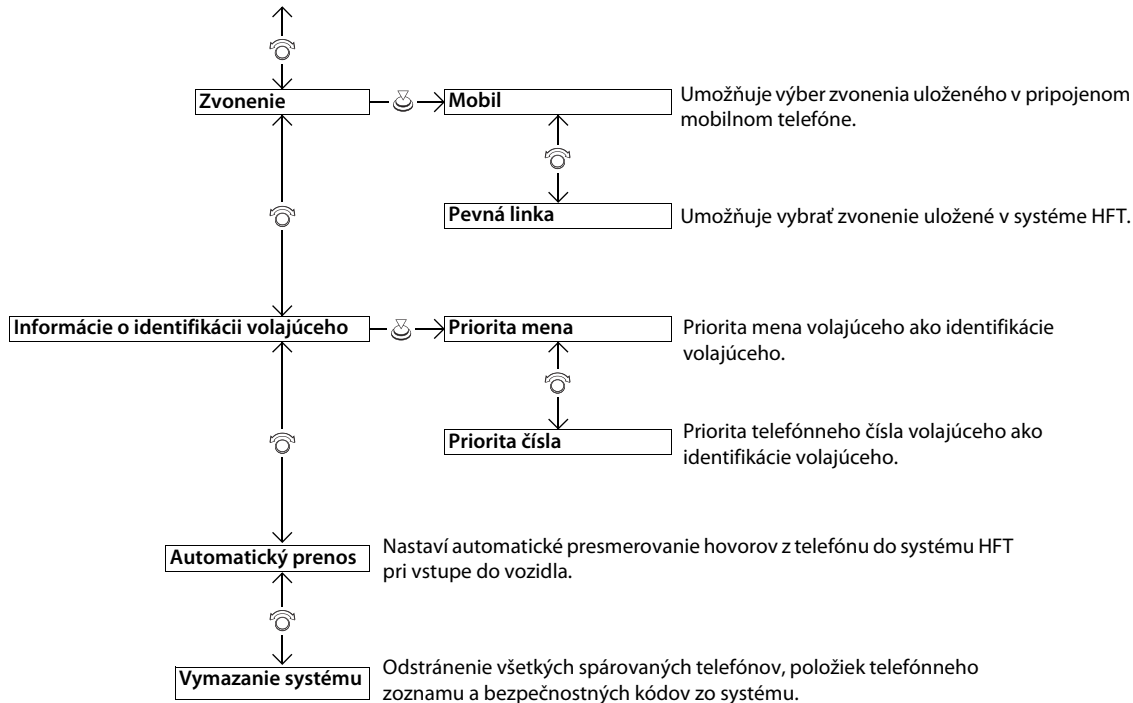 Zvonenie
Mobil
Umožňuje výber zvonenia uloženého v pripojenom
mobilnom telefóne.
Pevná linka
Umožňuje vybrať zvonenie uložené v systéme HFT.
Informácie o identifikácii volajúceho
Priorita mena
Priorita mena volajúceho ako identifikácie
volajúceho.
Priorita čísla
Priorita telefónneho čísla volajúceho ako
identifikácie volajúceho.
Automatický prenos
Nastaví automatické presmerovanie hovorov z telefónu do systému HFT
pri vstupe do vozidla.
Vymazanie systému
Odstránenie všetkých spárovaných telefónov, položiek telefónneho
zoznamu a bezpečnostných kódov zo systému.